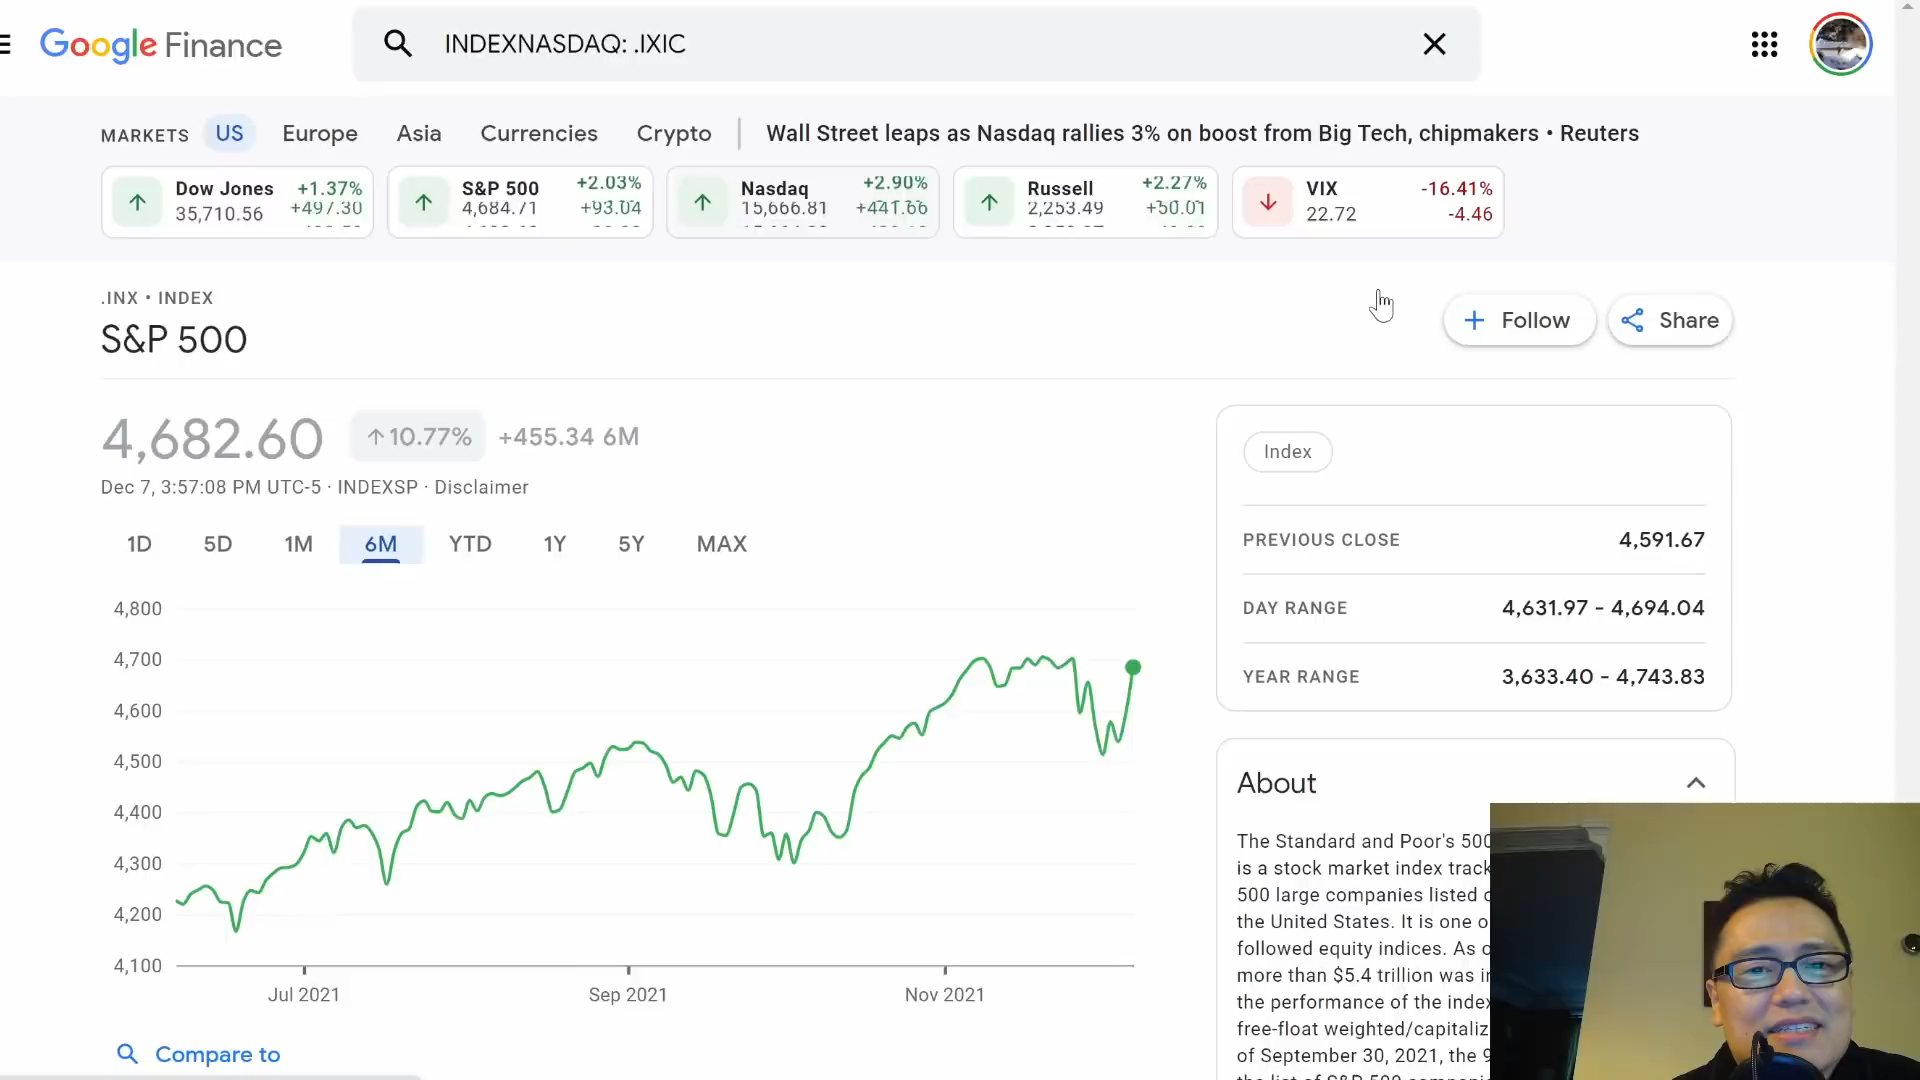 Google Finance
INDEXNASDAQ: .IXIC
MARKETS US Europe Asia Currencies Crypto Wall Street leaps as Nasdaq rallies 3% on boost from Big Tech, chipmakers • Reuters
Dow Jones +1.37%
35,710.56 +497.30
S&P 500 +2.03%
4,684.71 +93.04
Nasdaq +2.90%
15,666.81 +441.66
Russell +2.27%
2,253.49 +50.01
VIX -16.41%
22.72 -4.46
.INX • INDEX
S&P 500
Follow
Share
4,682.60 10.77% +455.34 6M
Dec 7, 3:57:08 PM UTC-5 · INDEXSP · Disclaimer
1D 5D 1M 6M YTD 1Y 5Y MAX
4,800
4,700
4,600
4,500
4,400
4,300
4,200
4,100
Jul 2021 Sep 2021 Nov 2021
Compare to
Index
PREVIOUS CLOSE 4,591.67
DAY RANGE 4,631.97 - 4,694.04
YEAR RANGE 3,633.40 - 4,743.83
About
The Standard and Poor's 500
is a stock market index track
500 large companies listed
the United States. It is one
followed equity indices. As
more than $5.4 trillion was
the performance of the index
free-float weighted/capitaliz
of September 30, 2021, the 9